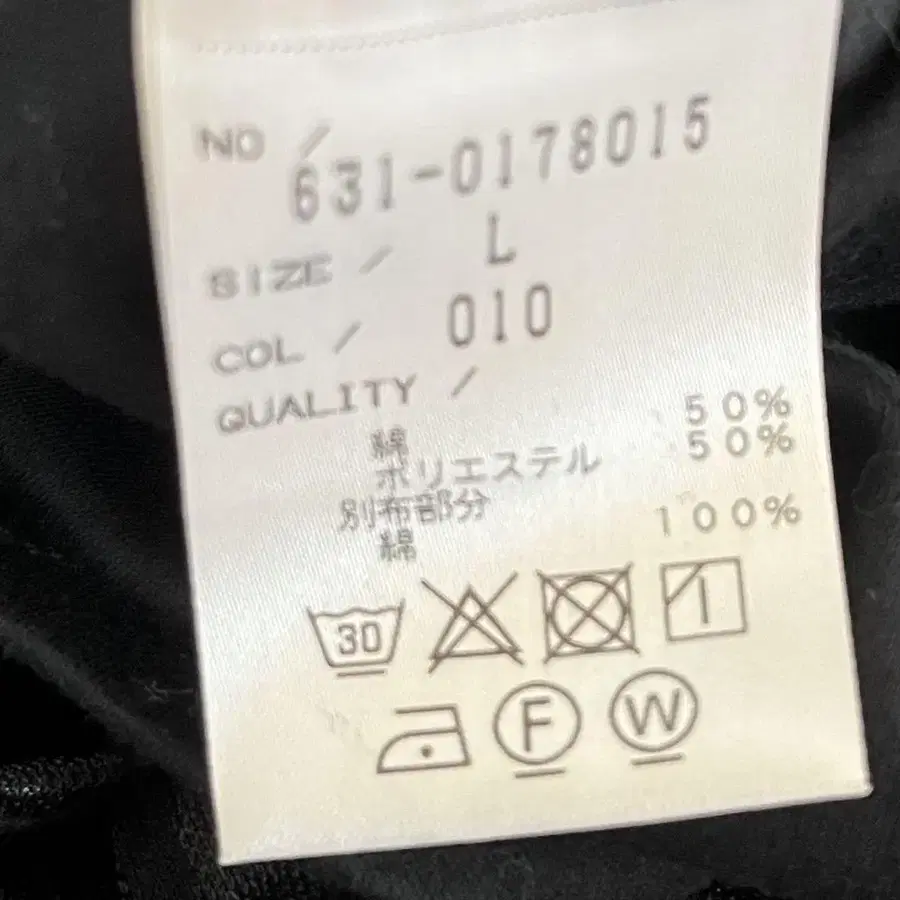 NO / 631-0178015
SIZE / L
COL / 010
QUALITY /
綿 50%
ポリエステル 50%
別布部分
綿 100%
30
F W